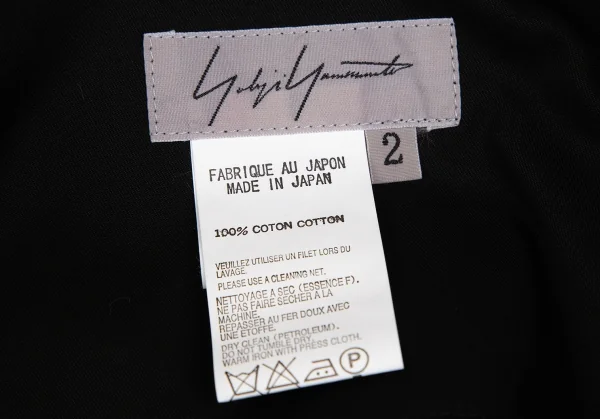 Yohji Yamamoto
2
FABRIQUE AU JAPON
MADE IN JAPAN
100% COTON COTTON
VEUILLEZ UTILISER UN FILET LORS DU
LAVAGE.
PLEASE USE A CLEANING NET.
NETTOYAGE A SEC (ESSENCE F).
NE PAS FAIRE SECHER A LA
MACHINE.
REPASSER AU FER DOUX AVEC
UNE ETOFFE.
DRY CLEAN (PETROLEUM).
DO NOT TUMBLE DRY.
WARM IRON WITH PRESS CLOTH.
P